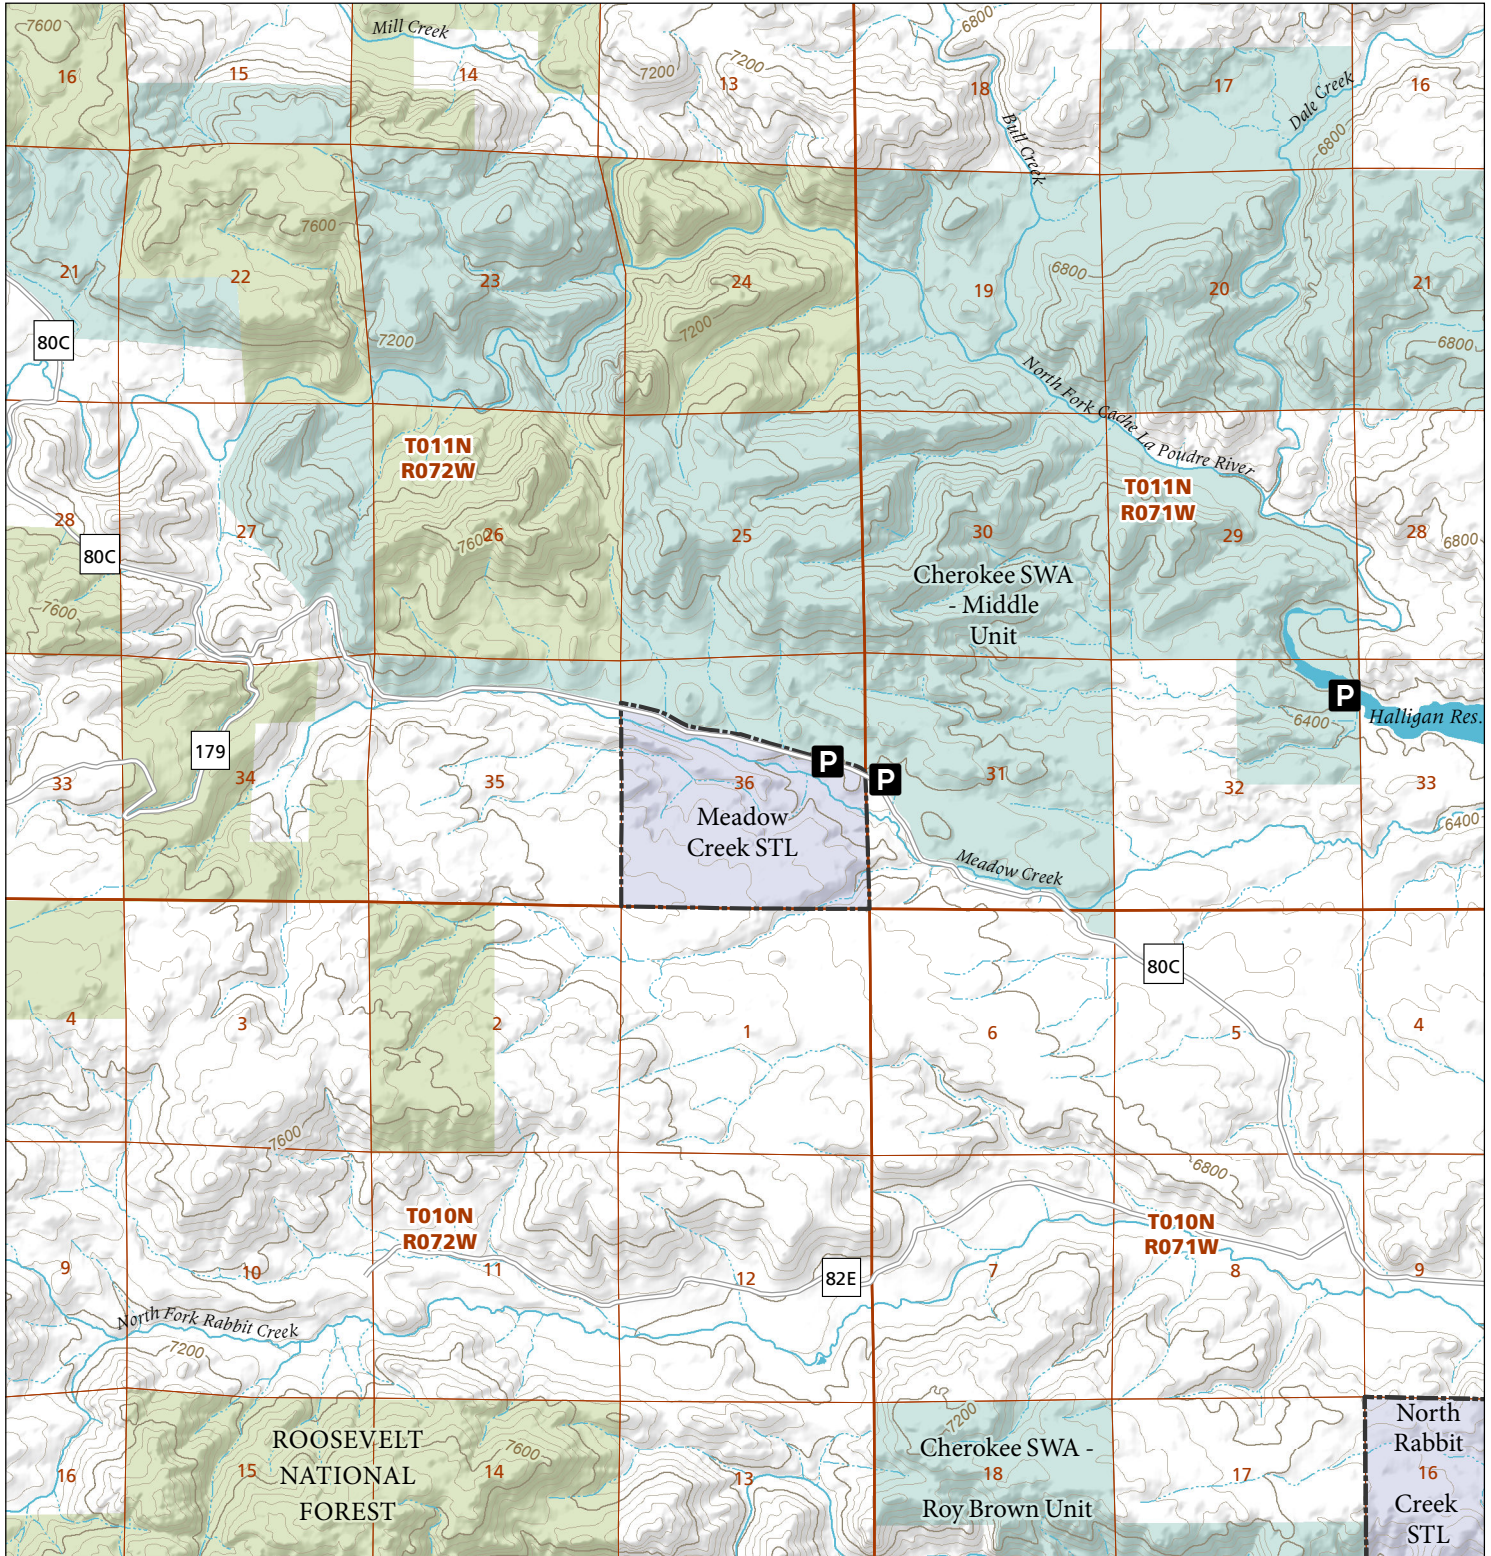 7600
Mill Creek
6800
16
15
14
7200
7200
13
18
17
Dale Creek
16
6800
Bull Creek
7600
21
22
23
24
19
6800
20
21
80C
7200
7200
North Fork Cache La Poudre River
6800
T011N
R072W
T011N
R071W
28
80C
27
7600
26
25
30
29
28
6800
7600
Cherokee SWA
- Middle
Unit
P
6400
Halligan Res.
179
33
34
35
36
P
P
31
32
33
6400
Meadow
Creek STL
Meadow Creek
80C
4
3
2
1
6
5
4
7600
6800
T010N
R072W
T010N
R071W
9
10
11
12
82E
7
8
9
North Fork Rabbit Creek
7200
7200
North
Rabbit
16
Creek
STL
ROOSEVELT
NATIONAL
FOREST
16
15
14
7600
13
Cherokee SWA -
18
Roy Brown Unit
17